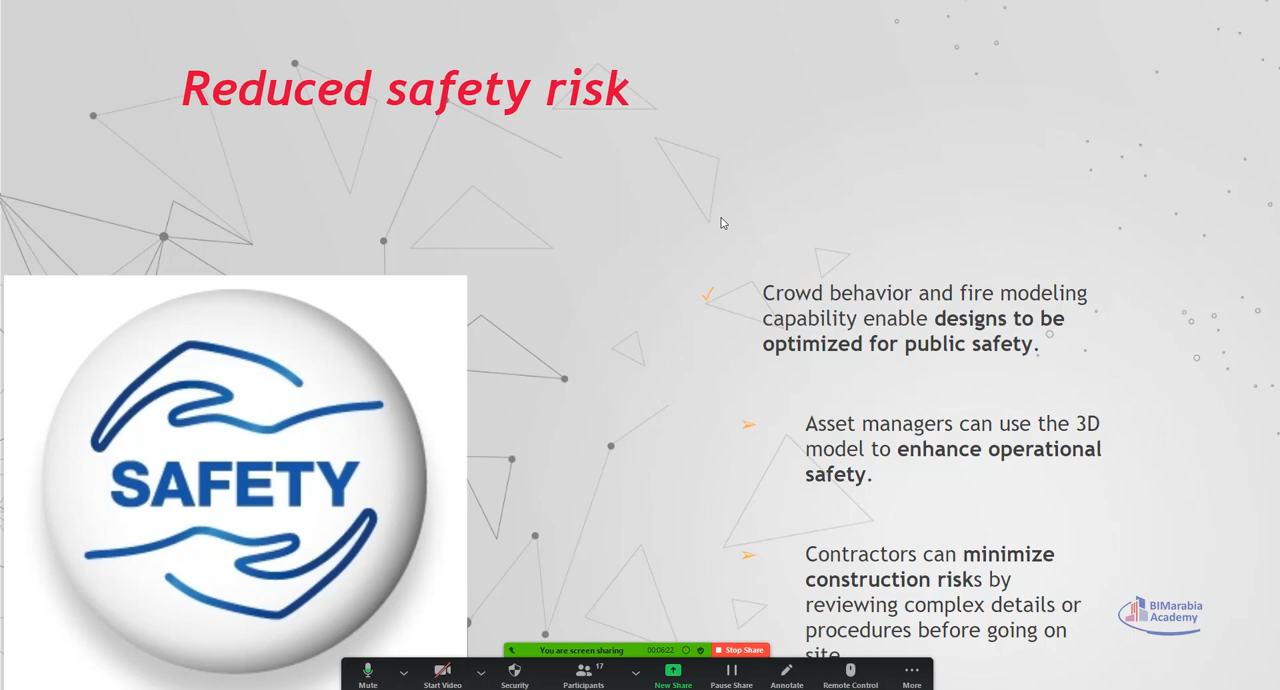 Reduced safety risk
Crowd behavior and fire modeling
capability enable designs to be
optimized for public safety.
SAFETY
Asset managers can use the 3D
model to enhance operational
safety.
Contractors can minimize
construction risks by
reviewing complex details or
procedures before going on
site.
BIMarabia
Academy
You are screen sharing 00:06:22 Stop Share
17
Mute Start Video Security Participants New Share Pause Share Annotate Remote Control More